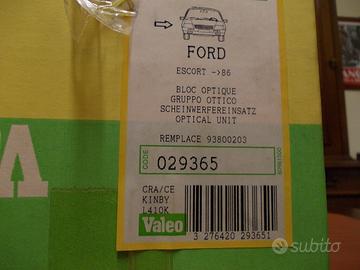 FORD
ESCORT ->86
BLOC OPTIQUE
GRUPPO OTTICO
SCHEINWERFEREINSATZ
OPTICAL UNIT
REMPLACE 93800203
CODE
029365
CRA/CE
KINBY
L410K
Valeo
3 276420 293651
subito